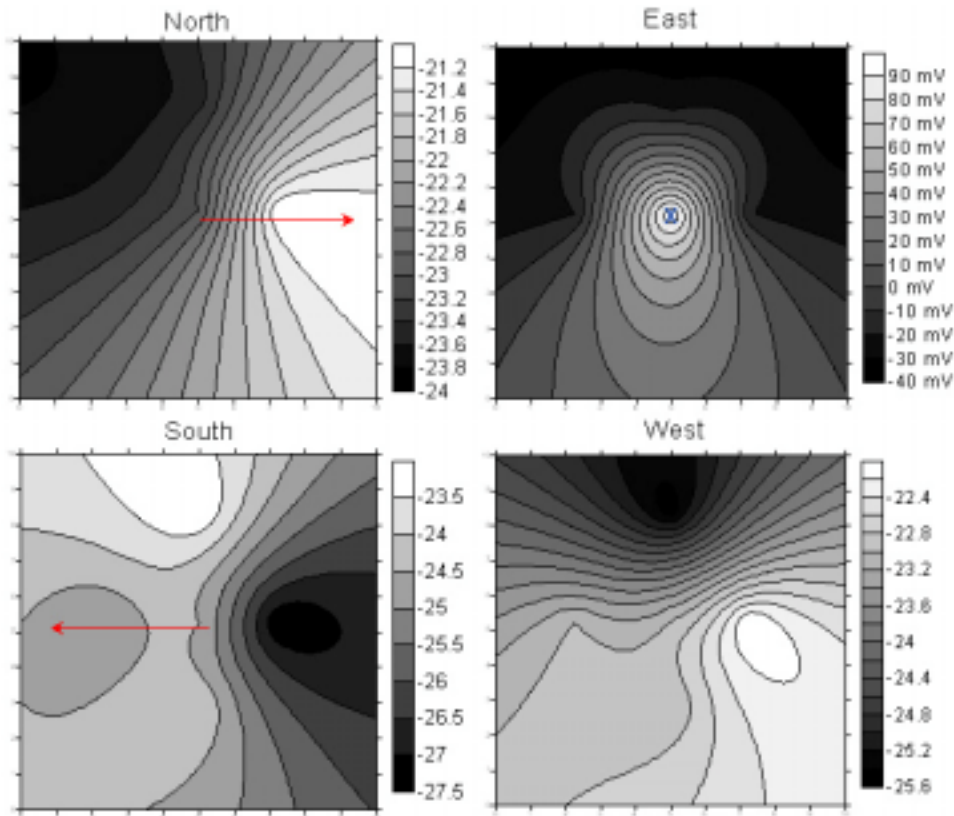 North
-21.2
-21.4
-21.6
-21.8
-22
-22.2
-22.4
-22.6
-22.8
-23
-23.2
-23.4
-23.6
-23.8
-24
East
90 mV
80 mV
70 mV
60 mV
50 mV
40 mV
30 mV
20 mV
10 mV
0 mV
-10 mV
-20 mV
-30 mV
-40 mV
South
-23.5
-24
-24.5
-25
-25.5
-26
-26.5
-27
-27.5
West
-22.4
-22.8
-23.2
-23.6
-24
-24.4
-24.8
-25.2
-25.6